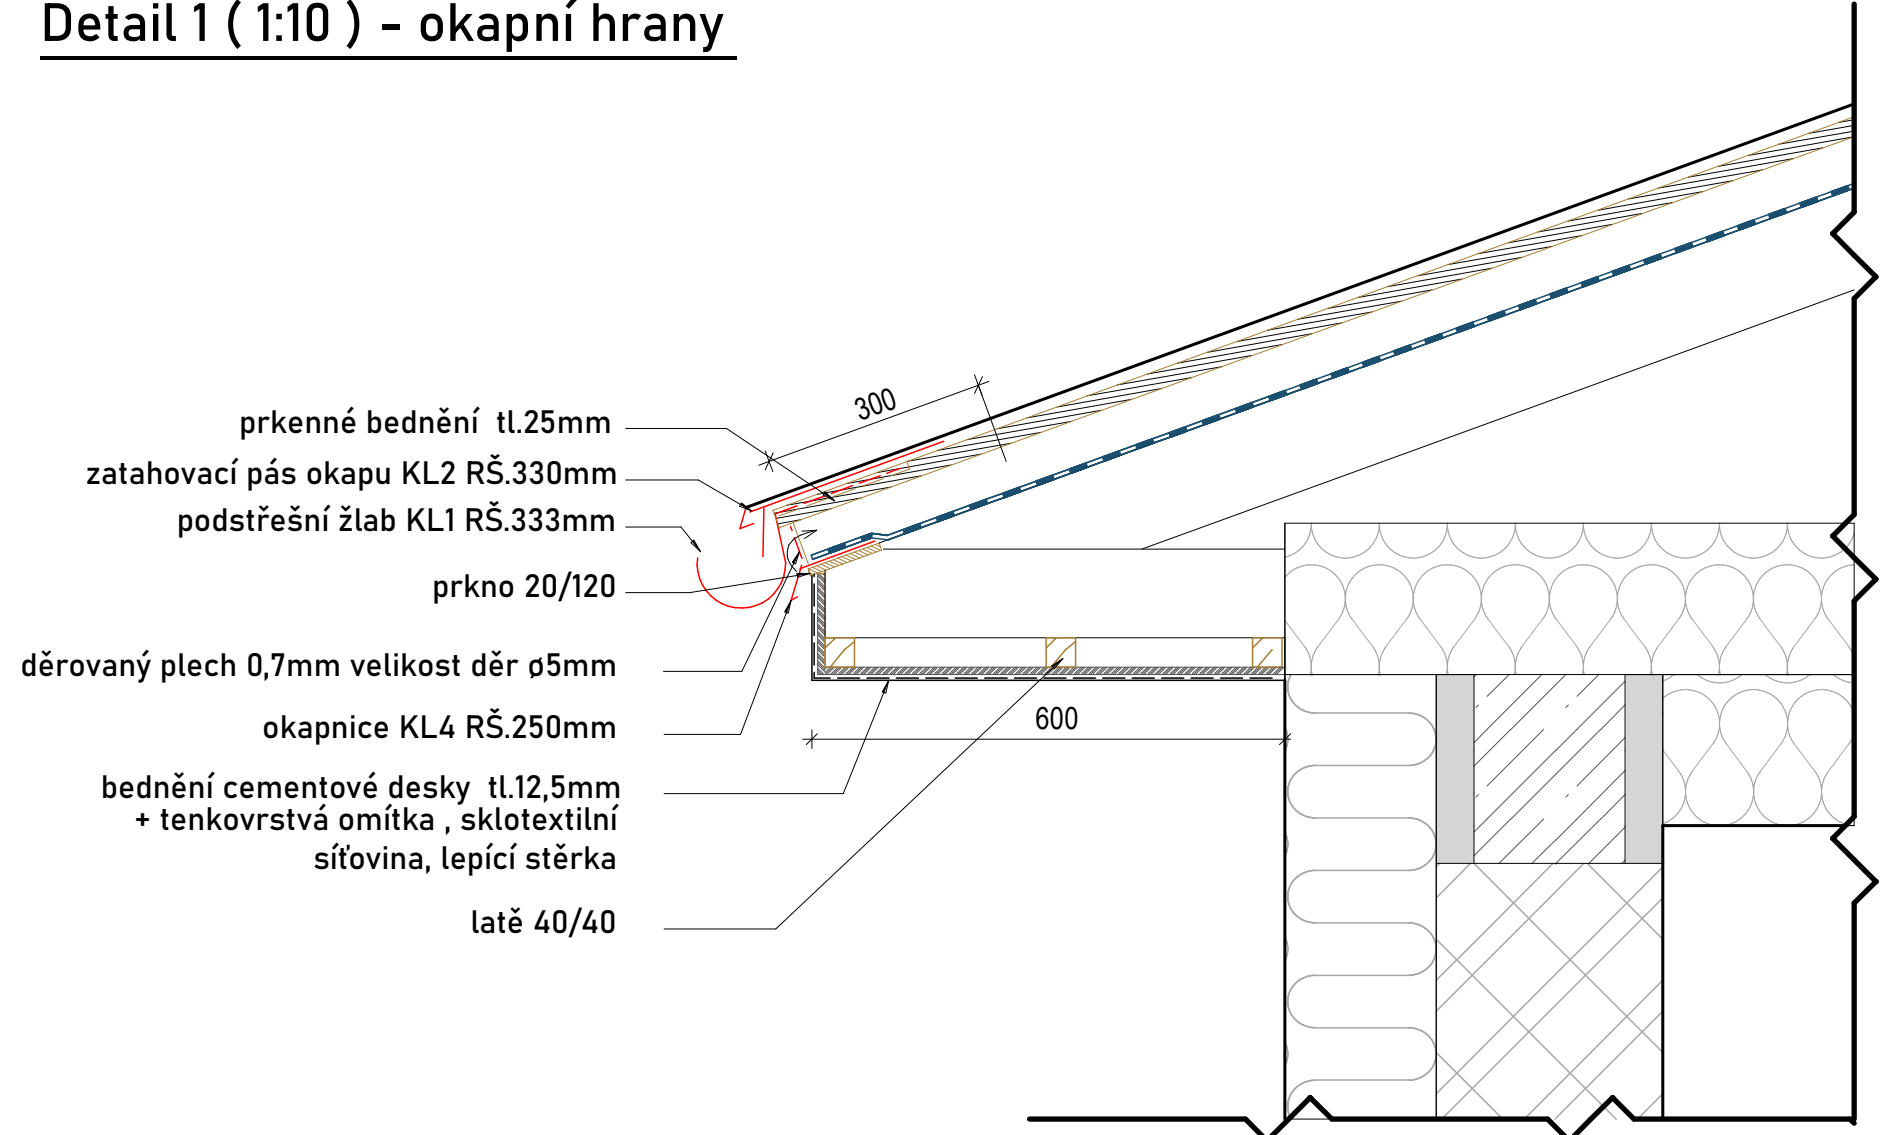 Detail 1 ( 1:10 ) - okapní hrany
300
prkenné bednění tl.25mm
zatahovací pás okapu KL2 RŠ.330mm
podstřešní žlab KL1 RŠ.333mm
prkno 20/120
děrovaný plech 0,7mm velikost děr ø5mm
okapnice KL4 RŠ.250mm
600
bednění cementové desky tl.12,5mm
+ tenkovrstvá omítka , sklotextilní
síťovina, lepící stěrka
latě 40/40